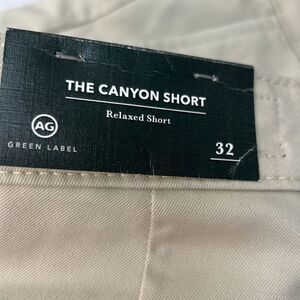 THE CANYON SHORT
Relaxed Short
AG
GREEN LABEL
32